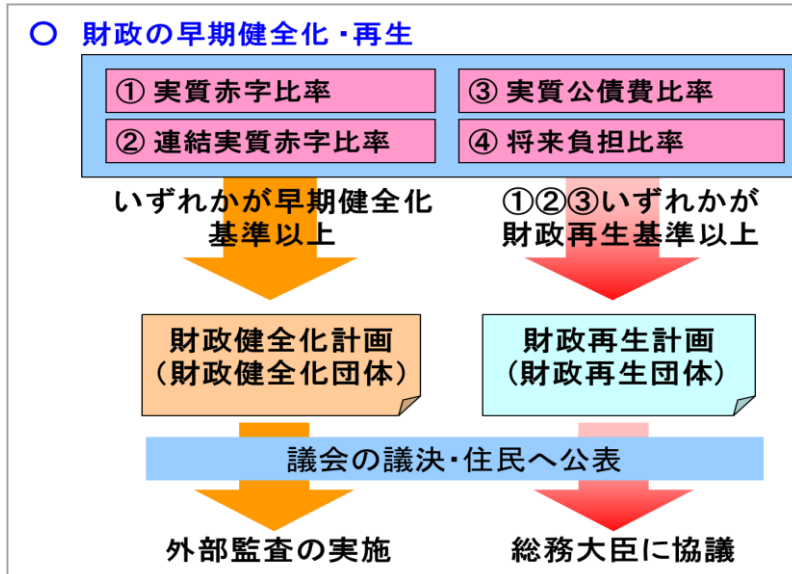 ○ 財政の早期健全化・再生
① 実質赤字比率
② 連結実質赤字比率
③ 実質公債費比率
④ 将来負担比率
いずれかが早期健全化
基準以上
①②③いずれかが
財政再生基準以上
財政健全化計画
（財政健全化団体）
財政再生計画
（財政再生団体）
議会の議決・住民へ公表
外部監査の実施
総務大臣に協議